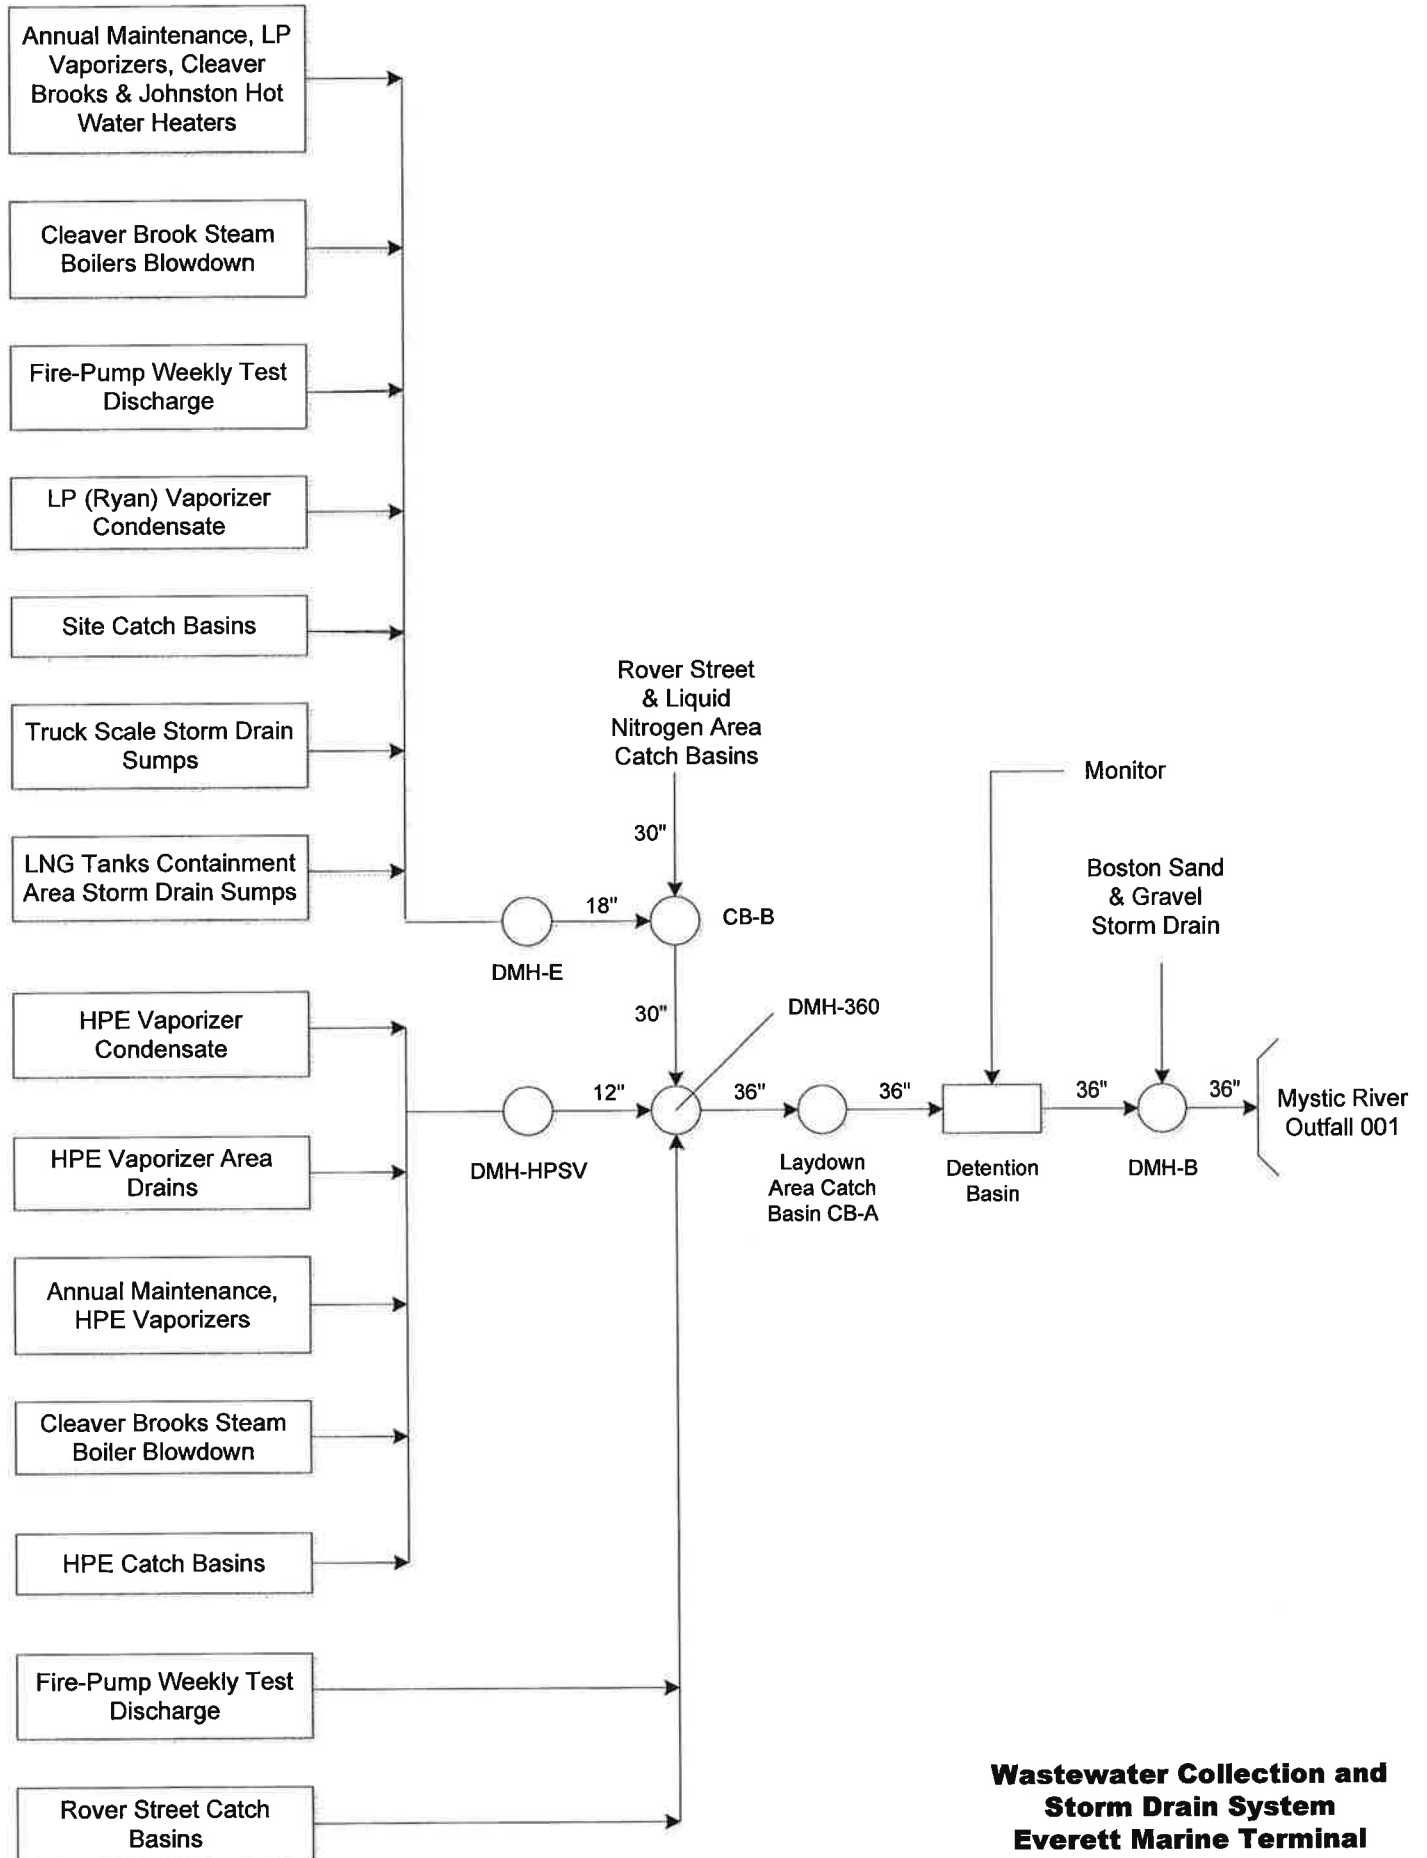 Annual Maintenance, LP
Vaporizers, Cleaver
Brooks & Johnston Hot
Water Heaters
Cleaver Brook Steam
Boilers Blowdown
Fire-Pump Weekly Test
Discharge
LP (Ryan) Vaporizer
Condensate
Site Catch Basins
Truck Scale Storm Drain
Sumps
LNG Tanks Containment
Area Storm Drain Sumps
Rover Street
& Liquid
Nitrogen Area
Catch Basins
30"
18"
CB-B
DMH-E
30"
DMH-360
Monitor
Boston Sand
& Gravel
Storm Drain
HPE Vaporizer
Condensate
HPE Vaporizer Area
Drains
Annual Maintenance,
HPE Vaporizers
Cleaver Brooks Steam
Boiler Blowdown
HPE Catch Basins
12"
DMH-HPSV
36"
Laydown
Area Catch
Basin CB-A
36"
Detention
Basin
36"
DMH-B
36"
Mystic River
Outfall 001
Fire-Pump Weekly Test
Discharge
Rover Street Catch
Basins
Wastewater Collection and
Storm Drain System
Everett Marine Terminal